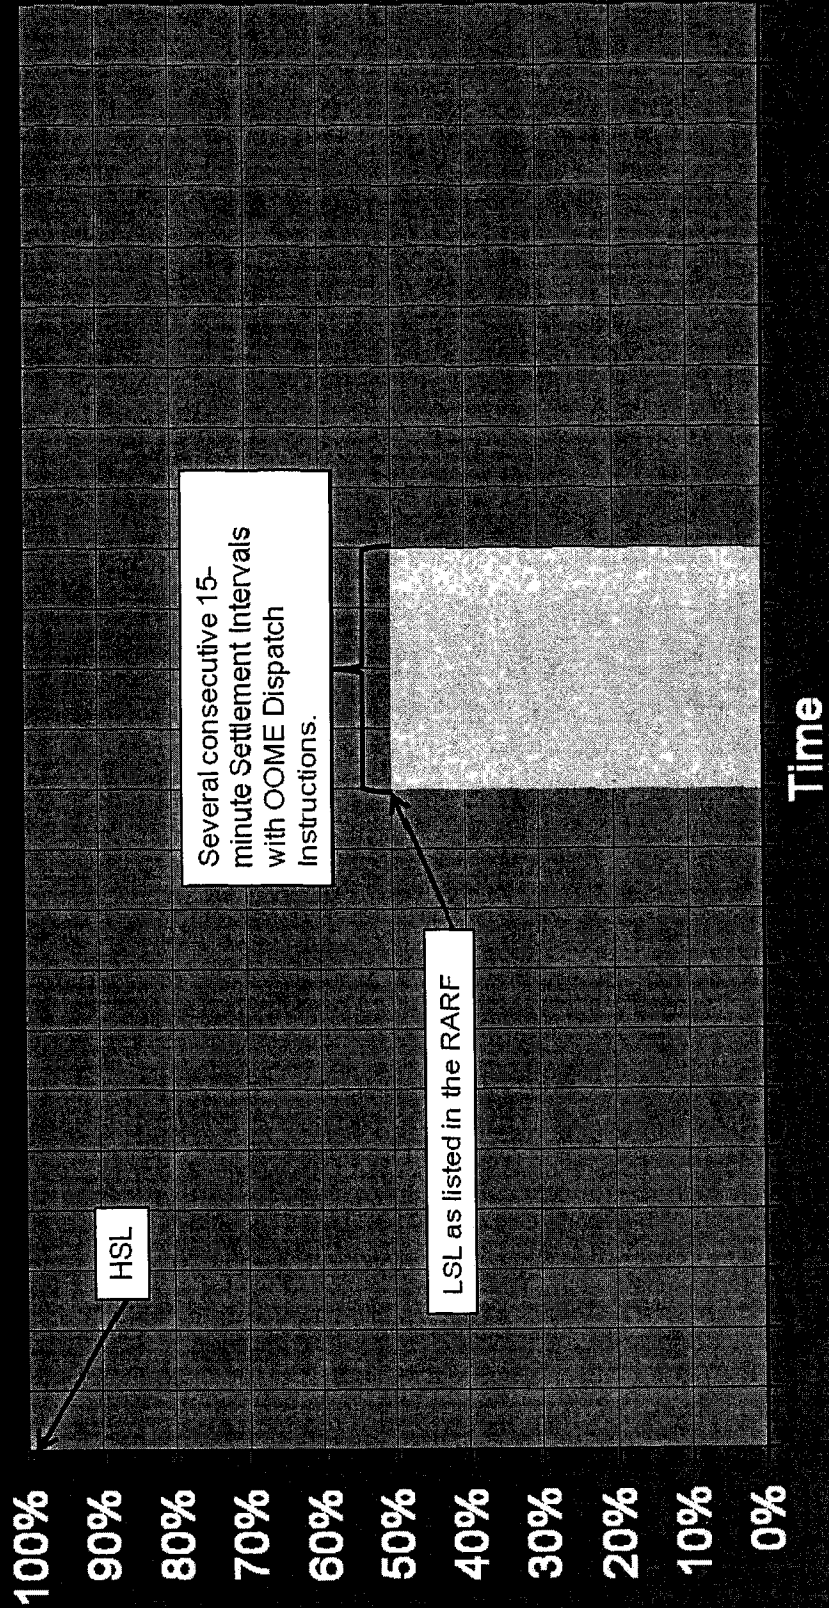 100%
90%
80%
70%
60%
50%
40%
30%
20%
10%
0%
HSL
Several consecutive 15-
minute Settlement Intervals
with OOME Dispatch
Instructions.
LSL as listed in the RARF
Time